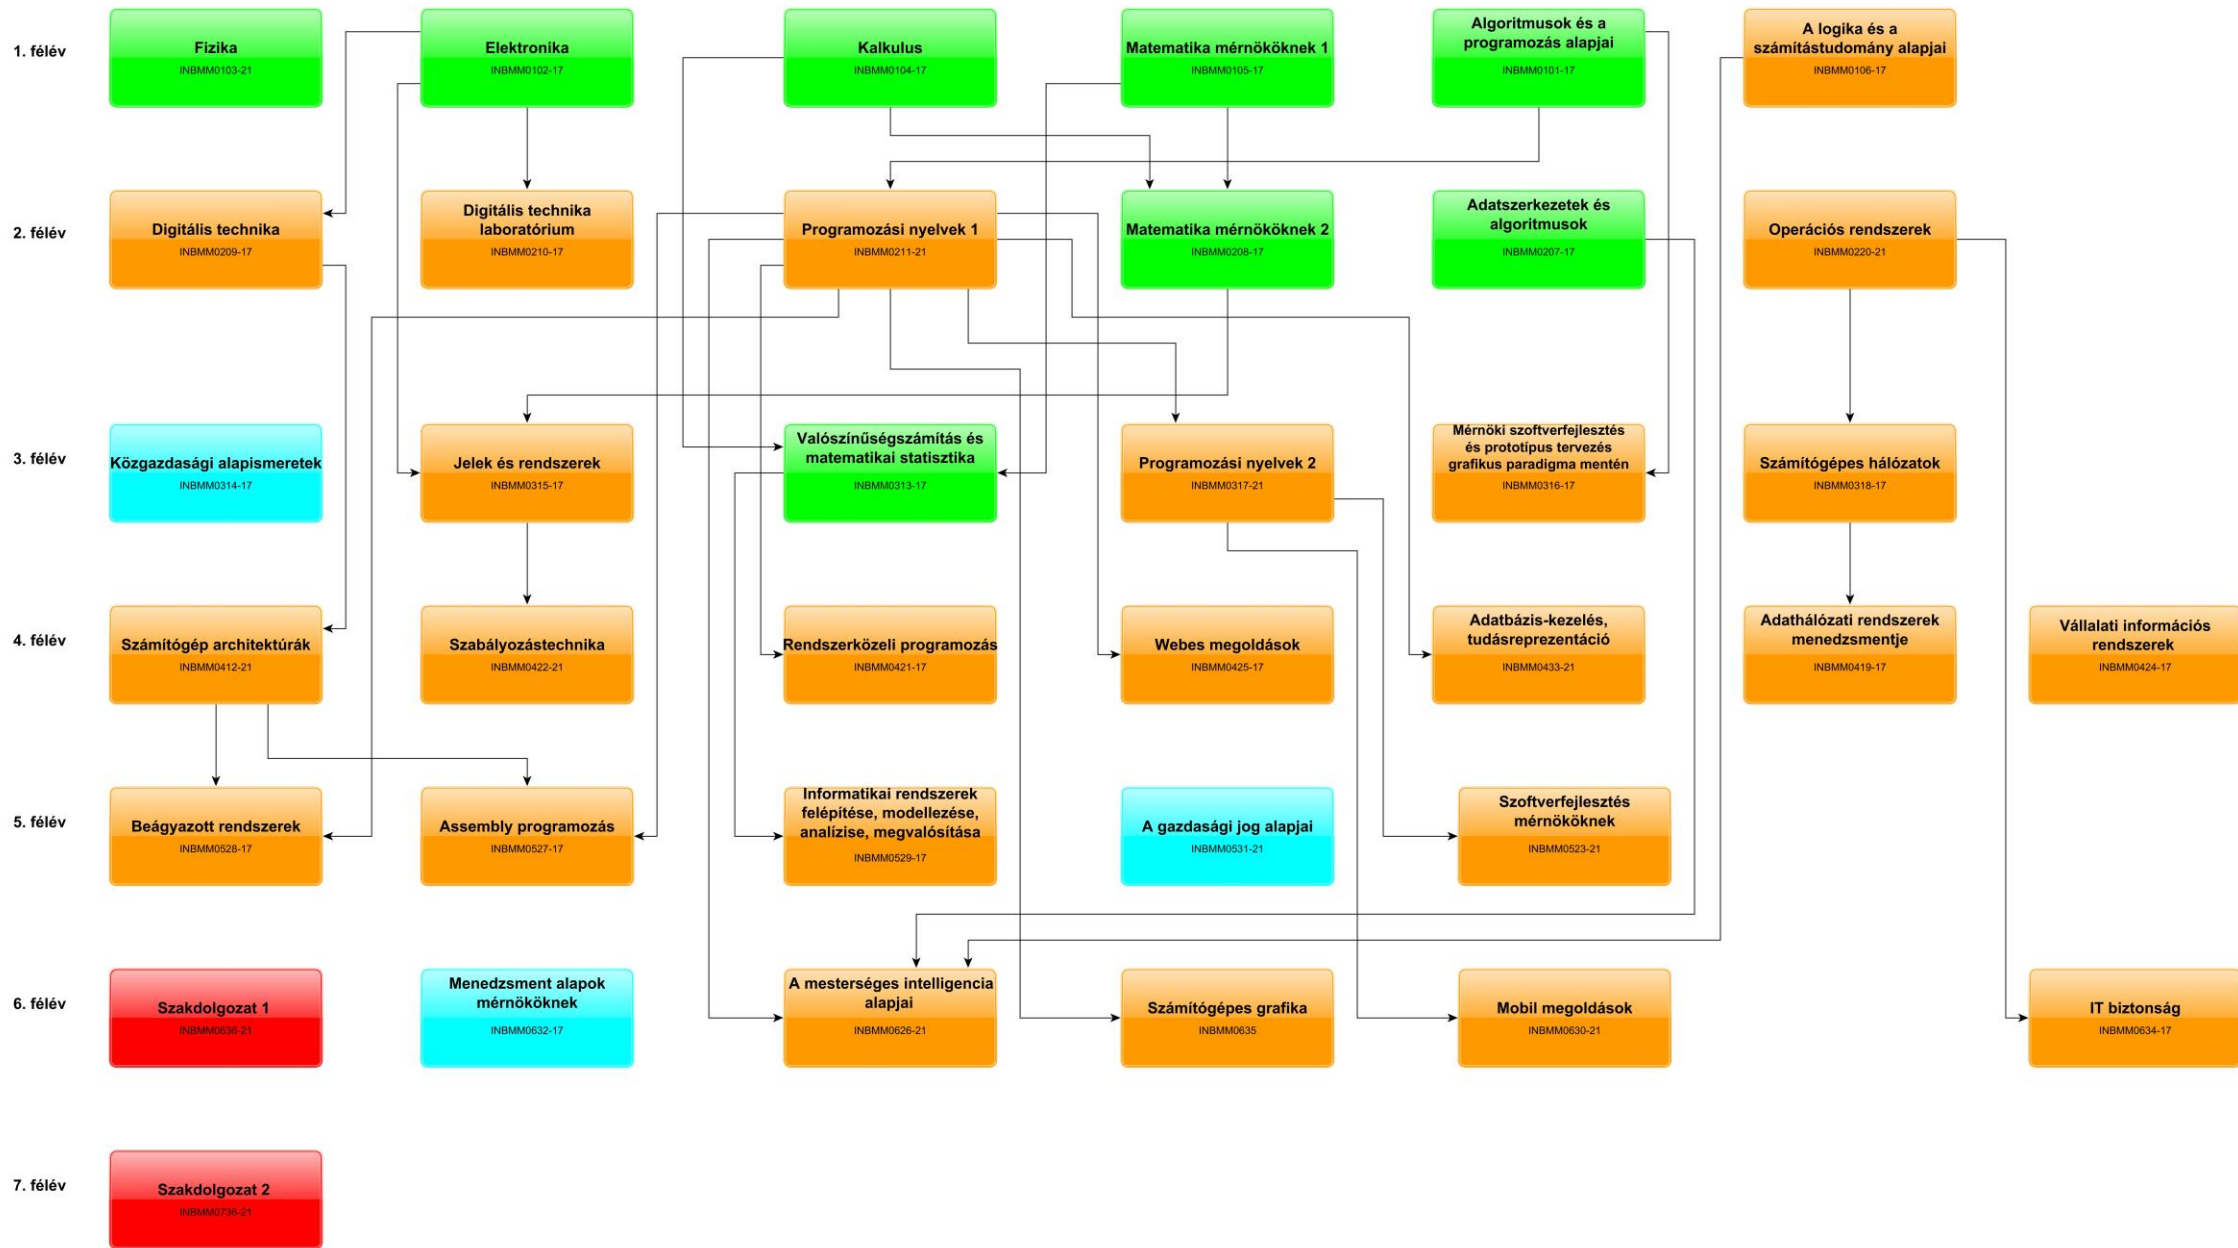 1. félév
Fizika
INBMM0103-21
Elektronika
INBMM0102-17
Kalkulus
INBMM0104-17
Matematika mérnököknek 1
INBMM0105-17
Algoritmusok és a
programozás alapjai
INBMM0101-17
A logika és a
számítástudomány alapjai
INBMM0106-17
2. félév
Digitális technika
INBMM0209-17
Digitális technika
laboratórium
INBMM0210-17
Programozási nyelvek 1
INBMM0211-21
Matematika mérnököknek 2
INBMM0208-17
Adatszerkezetek és
algoritmusok
INBMM0207-17
Operációs rendszerek
INBMM0220-21
3. félév
Közgazdasági alapismeretek
INBMM0314-17
Jelek és rendszerek
INBMM0315-17
Valószínűségszámítás és
matematikai statisztika
INBMM0313-17
Programozási nyelvek 2
INBMM0317-21
Mérnöki szoftverfejlesztés
és prototípus tervezés
grafikus paradigma mentén
INBMM0316-17
Számítógépes hálózatok
INBMM0318-17
4. félév
Számítógép architektúrák
INBMM0412-21
Szabályozástechnika
INBMM0422-21
Rendszerközeli programozás
INBMM0421-17
Webes megoldások
INBMM0425-17
Adatbázis-kezelés,
tudásreprezentáció
INBMM0433-21
Adathálózati rendszerek
menedzsmentje
INBMM0419-17
Vállalati információs
rendszerek
INBMM0424-17
5. félév
Beágyazott rendszerek
INBMM0528-17
Assembly programozás
INBMM0527-17
Informatikai rendszerek
felépítése, modellezése,
analízise, megvalósítása
INBMM0529-17
A gazdasági jog alapjai
INBMM0531-21
Szoftverfejlesztés
mérnököknek
INBMM0523-21
6. félév
Szakdolgozat 1
INBMM0636-21
Menedzsment alapok
mérnököknek
INBMM0632-17
A mesterséges intelligencia
alapjai
INBMM0626-21
Számítógépes grafika
INBMM0635
Mobil megoldások
INBMM0630-21
IT biztonság
INBMM0634-17
7. félév
Szakdolgozat 2
INBMM0736-21